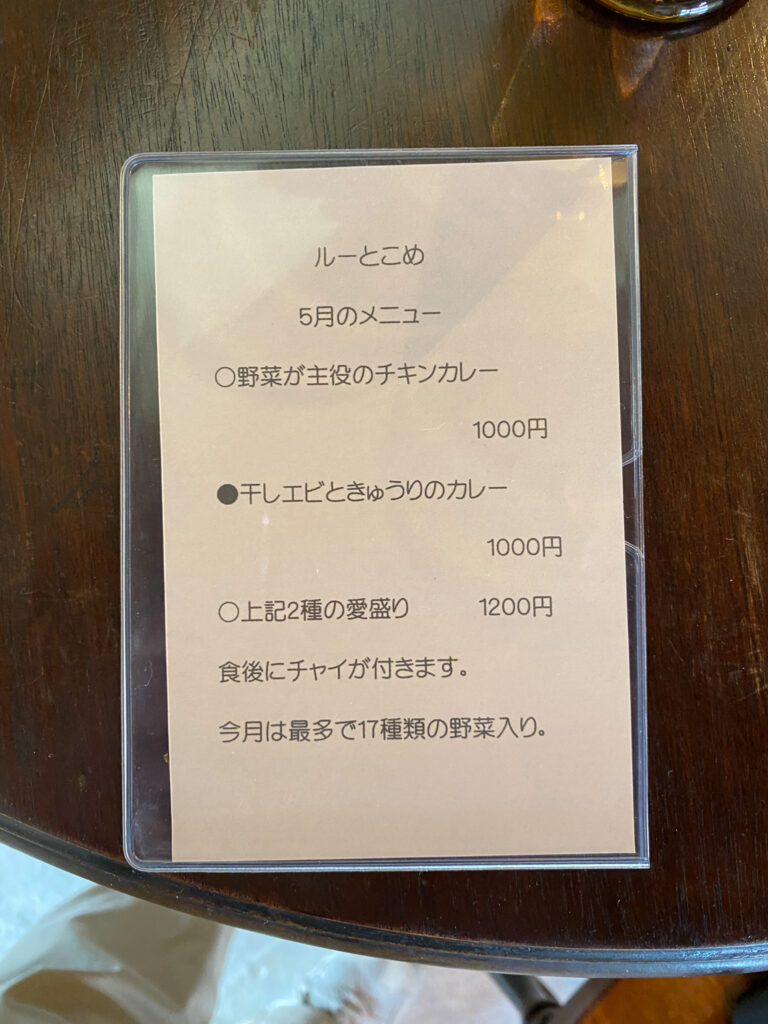 ルーとこめ
5月のメニュー
○野菜が主役のチキンカレー
1000円
●干しエビときゅうりのカレー
1000円
○上記2種の愛盛り 1200円
食後にチャイが付きます。
今月は最多で17種類の野菜入り。